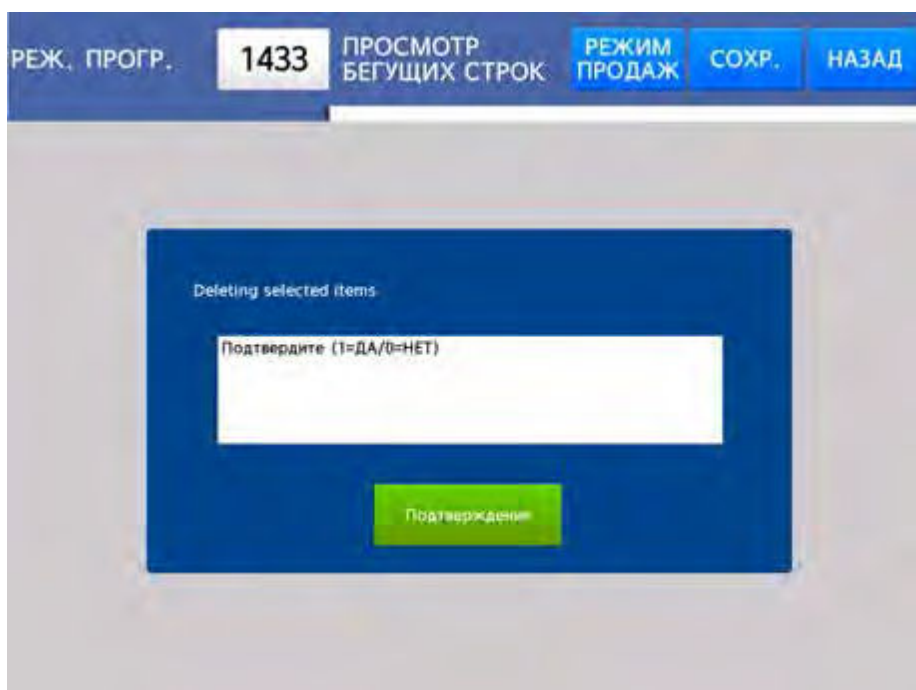 РЕЖ. ПРОГР.
1433
ПРОСМОТР
БЕГУЩИХ СТРОК
РЕЖИМ
ПРОДАЖ
СОХР.
НАЗАД
Deleting selected items
Подтвердите (1=ДА/0=НЕТ)
Подтверждение